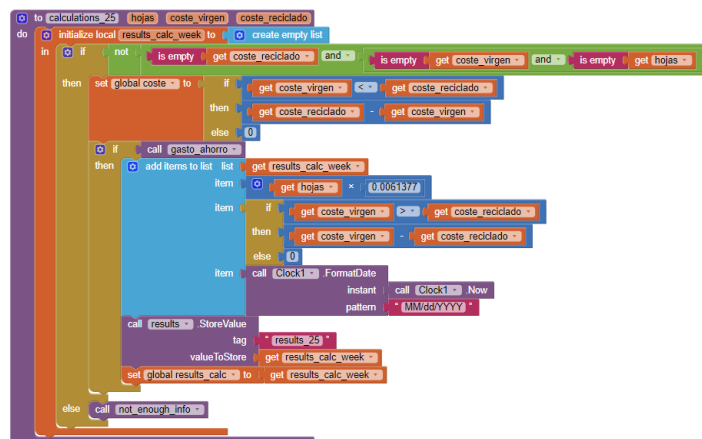 to calculations_25 hojas coste_virgen coste_reciclado
do initialize local results_calc_week to create empty list
in if not is empty get coste_reciclado and is empty get coste_virgen and is empty get hojas
then set global coste to if get coste_virgen < get coste_reciclado
then get coste_reciclado - get coste_virgen
else 0
if call gasto_ahorro
then add items to list list get results_calc_week
item get hojas × 0.0061377
item if get coste_virgen > get coste_reciclado
then get coste_virgen - get coste_reciclado
else 0
item call Clock1 .FormatDate
instant call Clock1 .Now
pattern " MM/dd/YYYY "
call results .StoreValue
tag " results_25 "
valueToStore get results_calc_week
set global results_calc to get results_calc_week
else call not_enough_info